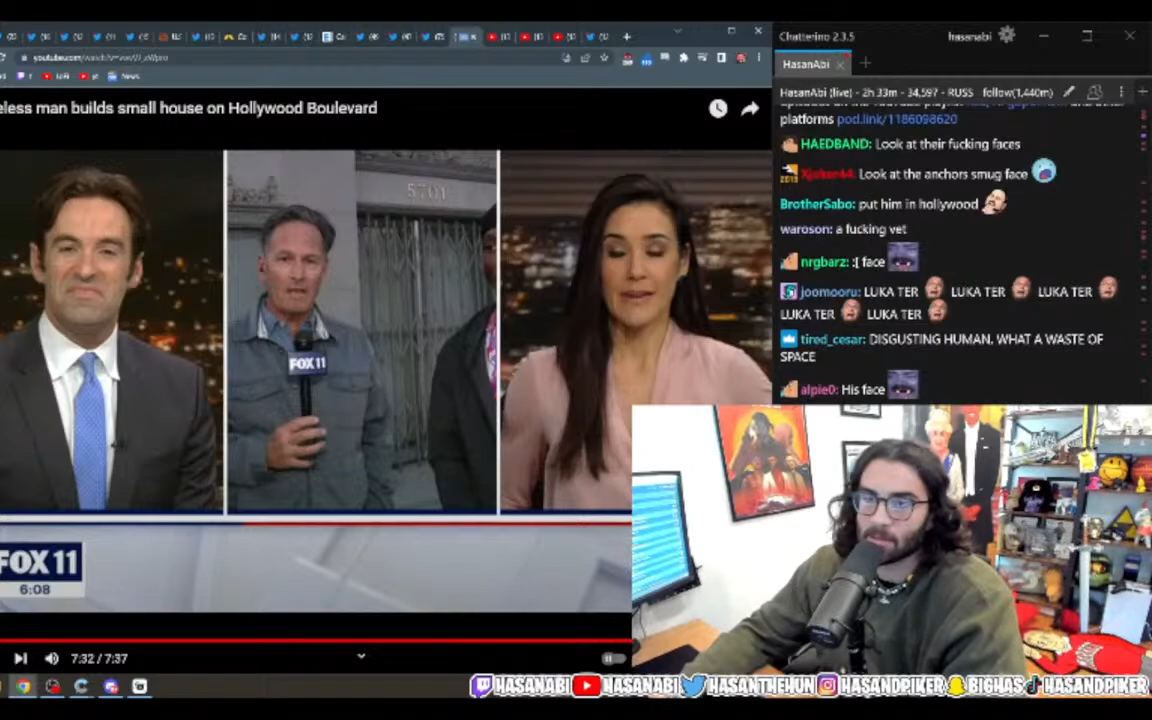 Chatterino 2.3.5
hasanabi
HasanAbi
News
eless man builds small house on Hollywood Boulevard
HasanAbi (live) - 2h 33m - 34,597 - RUSS follow(1,440m)
platforms pod.link/1186098620
HAEDBAND: Look at their fucking faces
Look at the anchors smug face
BrotherSabo: put him in hollywood
waroson: a fucking vet
nrgbarz: :[ face
joomooru: LUKA TER LUKA TER LUKA TER
LUKA TER LUKA TER
tired_cesar: DISGUSTING HUMAN. WHAT A WASTE OF
SPACE
alpie0: His face
5701
FOX 11
FOX 11
6:08
7:32 / 7:37
HASANABI HASANABI HASANTHEHUN HASANDPIKER BIGHAS HASANDPIKER